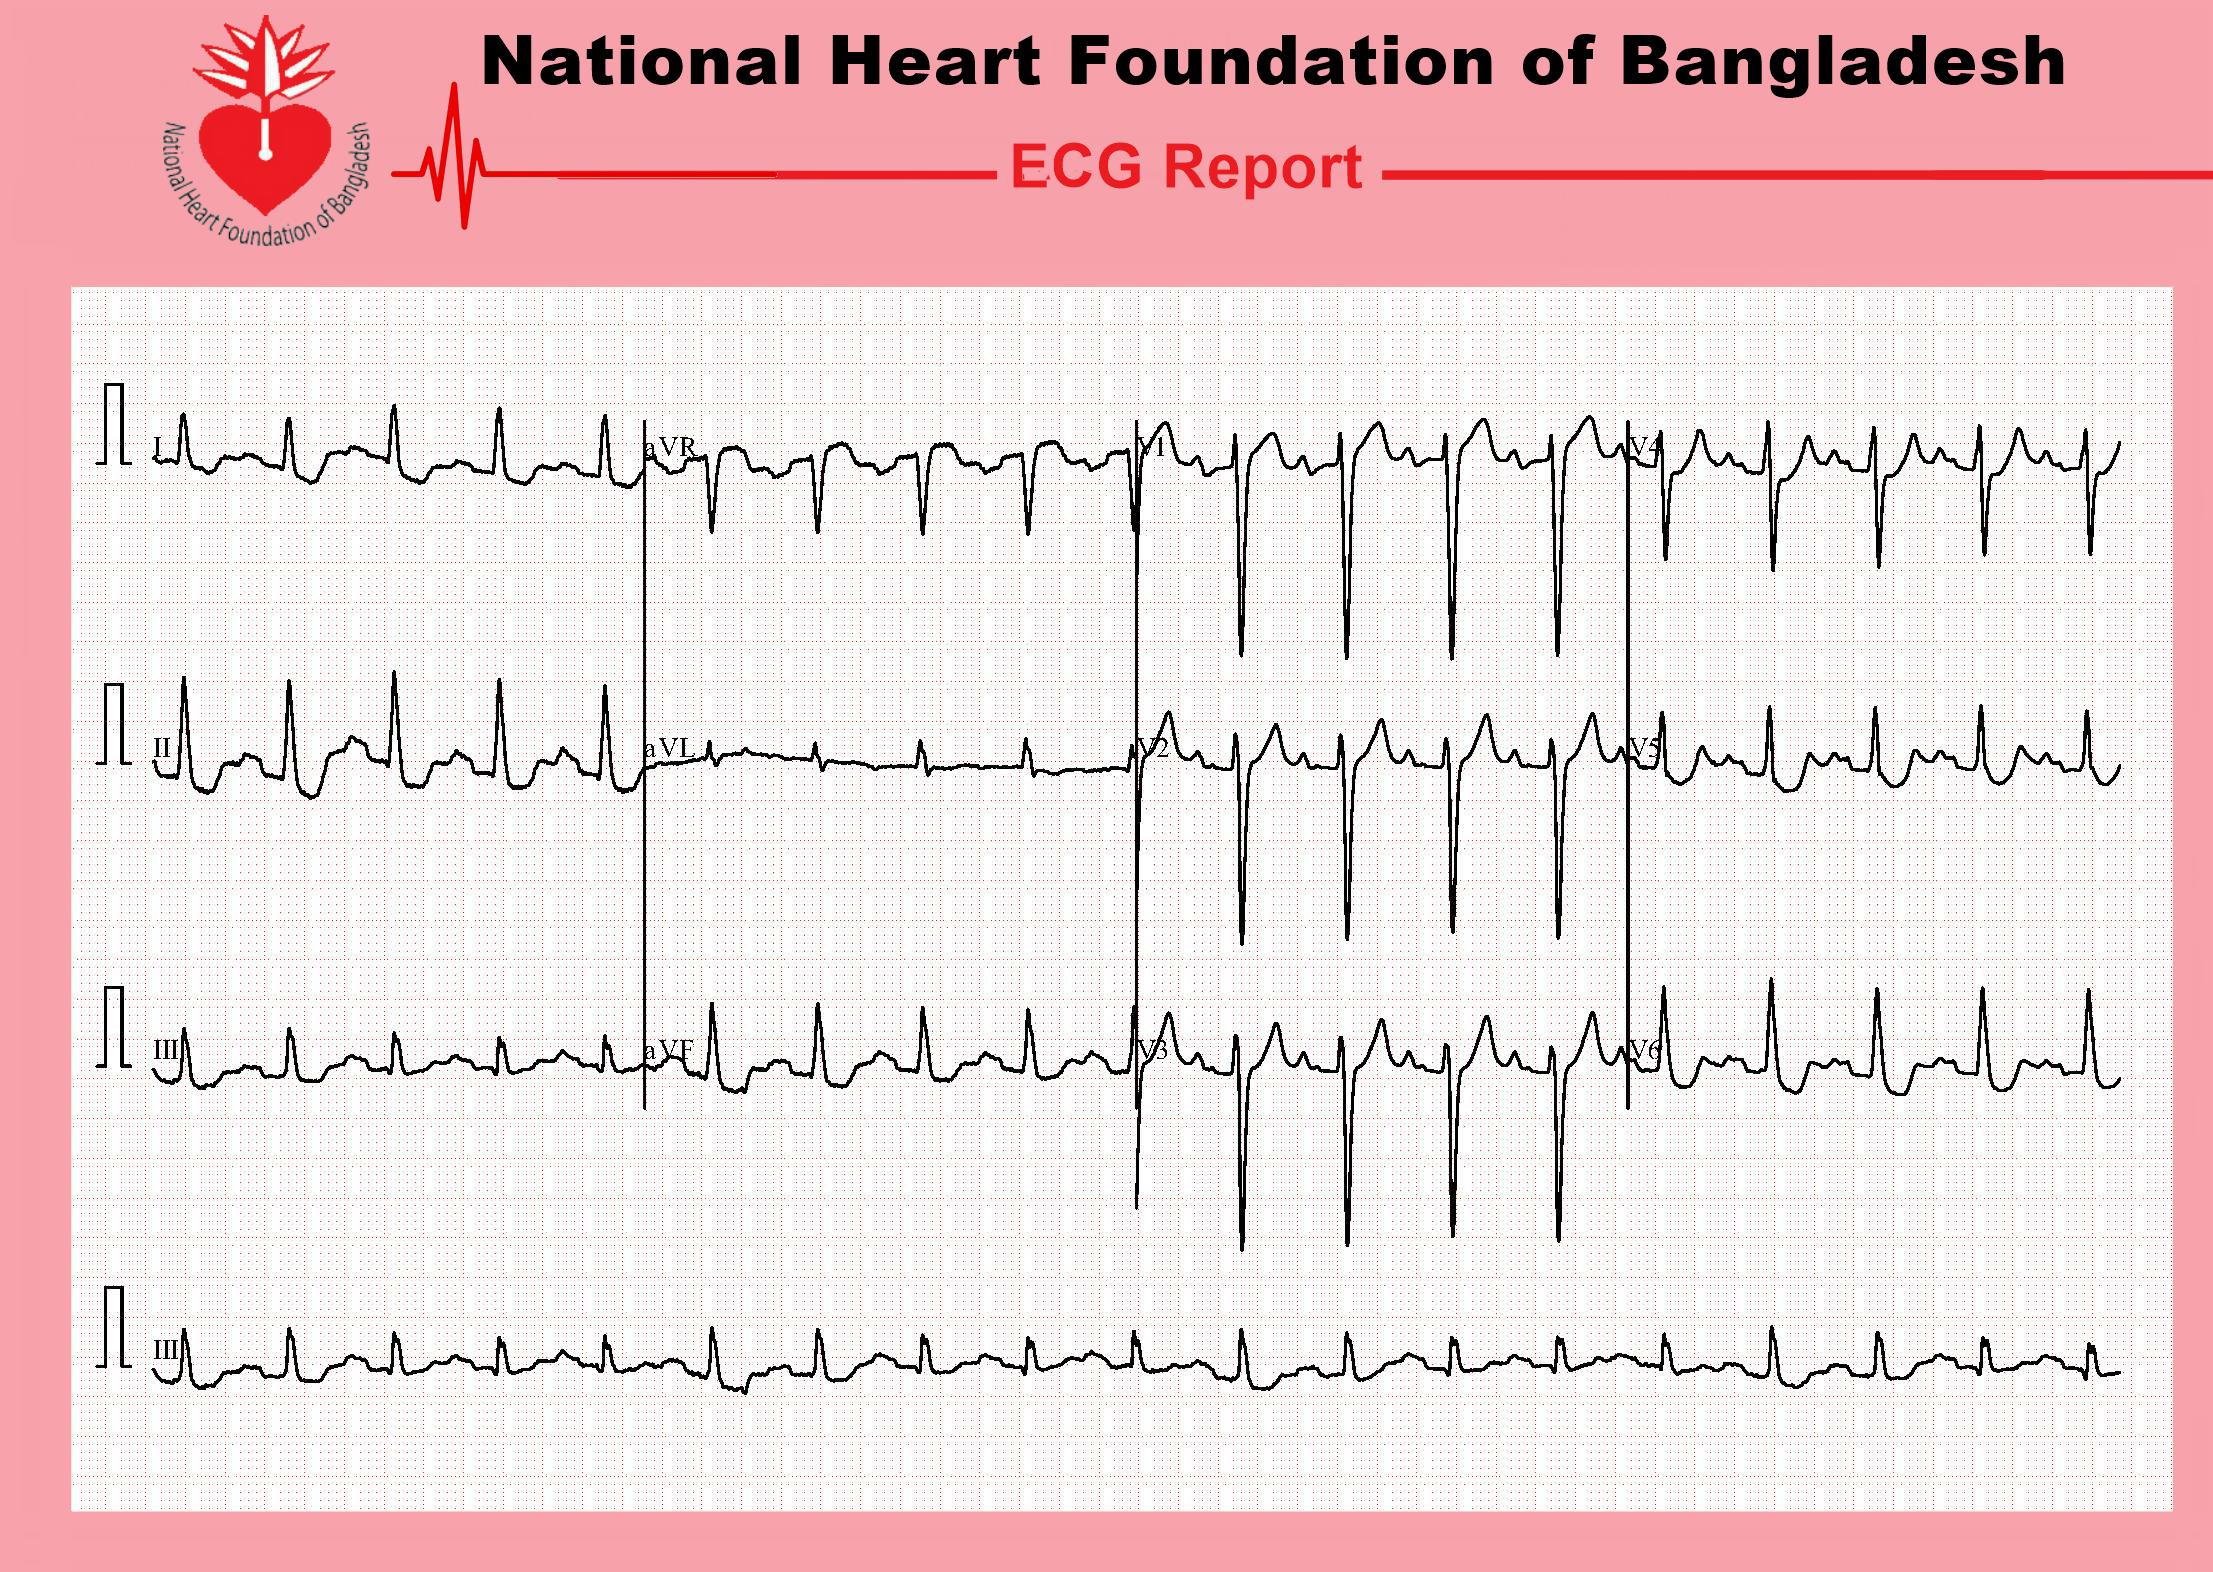 National Heart Foundation of Bangladesh
National Heart Foundation of Bangladesh
ECG Report
I aVR V1 V4
II aVL V2 V5
III aVF V3 V6
III